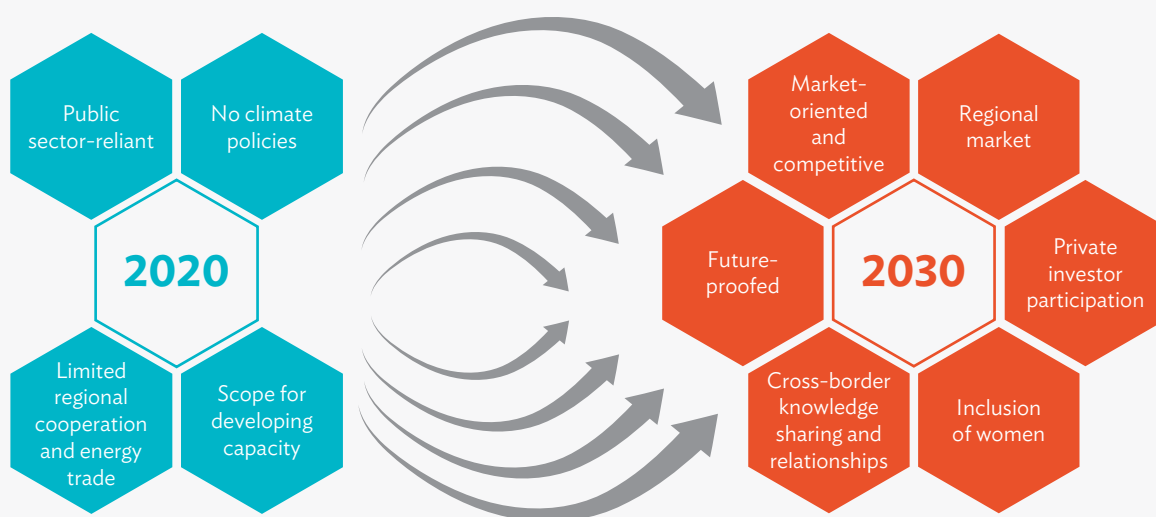 Public
sector-reliant
No climate
policies
2020
Limited
regional
cooperation
and energy
trade
Scope for
developing
capacity
Market-
oriented
and
competitive
Regional
market
Future-
proofed
2030
Private
investor
participation
Cross-border
knowledge
sharing and
relationships
Inclusion
of women